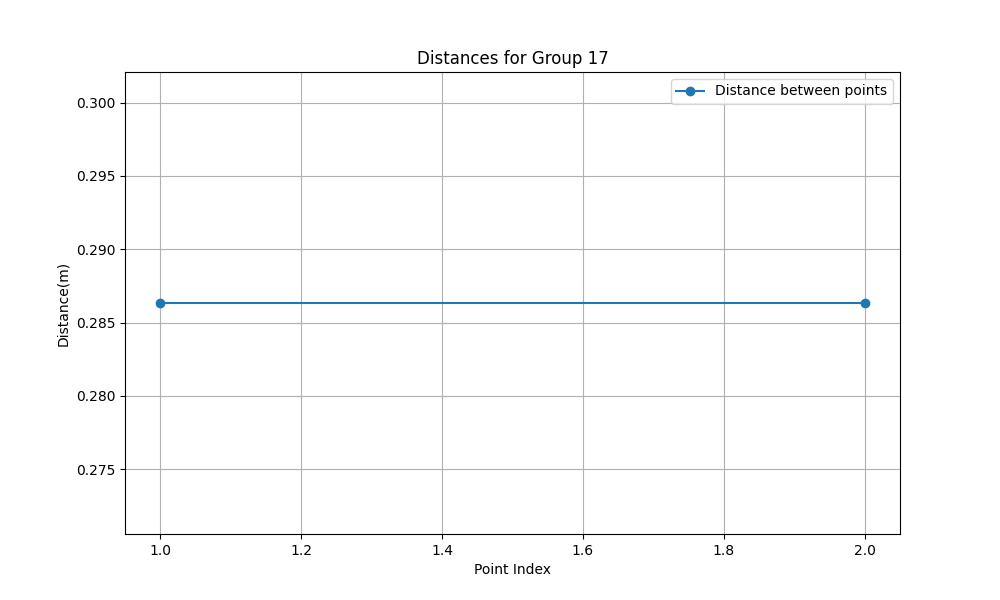 Distances for Group 17
Distance between points
0.300
0.295
0.290
0.285
0.280
0.275
Distance(m)
1.0 1.2 1.4 1.6 1.8 2.0
Point Index